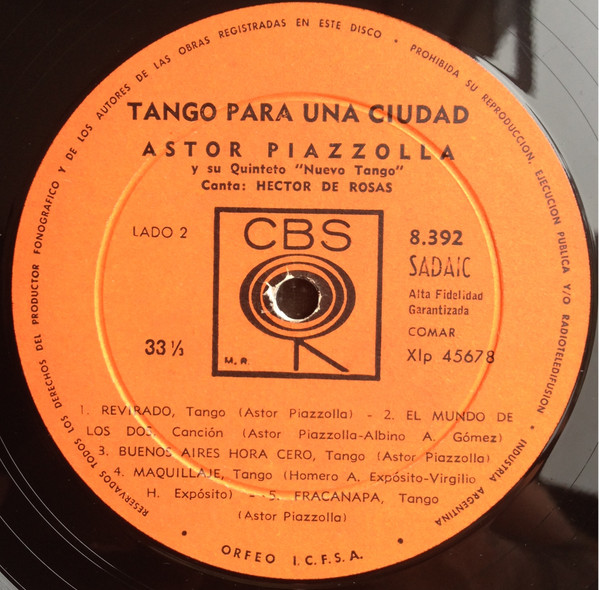 RESERVADOS TODOS LOS DERECHOS DEL PRODUCTOR FONOGRAFICO Y DE LOS AUTORES DE LAS OBRAS REGISTRADAS EN ESTE DISCO • PROHIBIDA SU REPRODUCCION, EJECUCION PUBLICA Y/O RADIOTELEDIFUSION • INDUSTRIA ARGENTINA
TANGO PARA UNA CIUDAD
ASTOR PIAZZOLLA
y su Quinteto "Nuevo Tango"
Canta: HECTOR DE ROSAS
LADO 2
CBS
8.392
SADAIC
Alta Fidelidad
Garantizada
COMAR
33 ⅓
M. R.
Xlp 45678
1. REVIRADO, Tango (Astor Piazzolla) - 2. EL MUNDO DE
LOS DOS Canción (Astor Piazzolla-Albino A. Gómez)
3. BUENOS AIRES HORA CERO, Tango (Astor Piazzolla)
4. MAQUILLAJE, Tango (Homero A. Expósito-Virgilio
H. Expósito) - 5. FRACANAPA, Tango
(Astor Piazzolla)
• ORFEO I.C.F.S.A. •